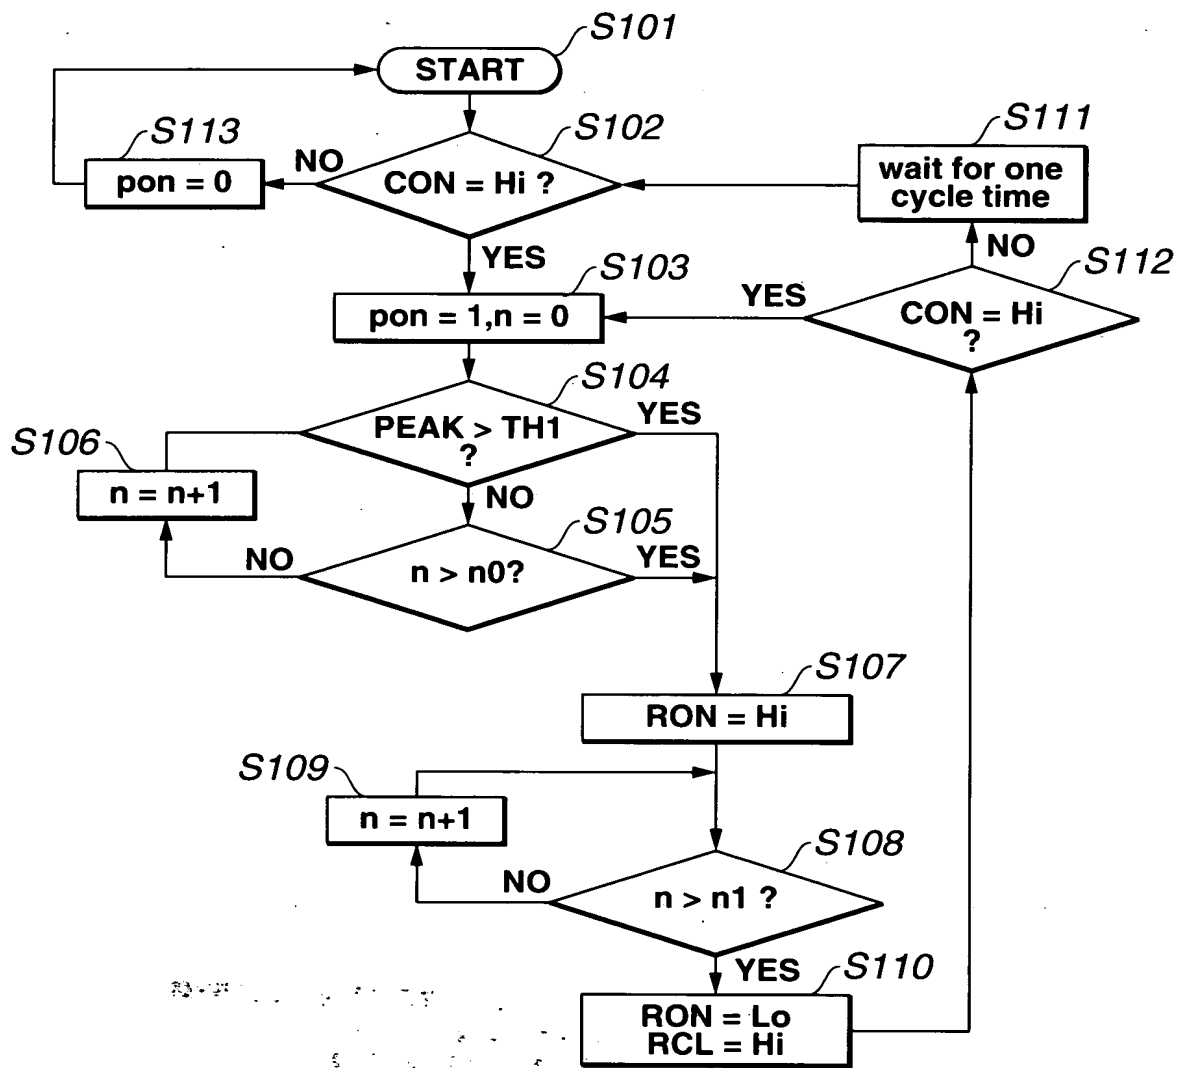 S101
START
S113
S102
S111
NO
pon = 0
CON = Hi ?
wait for one
cycle time
YES
NO
S103
S112
YES
pon = 1,n = 0
CON = Hi
?
S104
YES
S106
PEAK > TH1
?
n = n+1
NO
S105
NO
YES
n > n0?
S107
RON = Hi
S109
n = n+1
S108
NO
n > n1 ?
YES
S110
RON = Lo
RCL = Hi